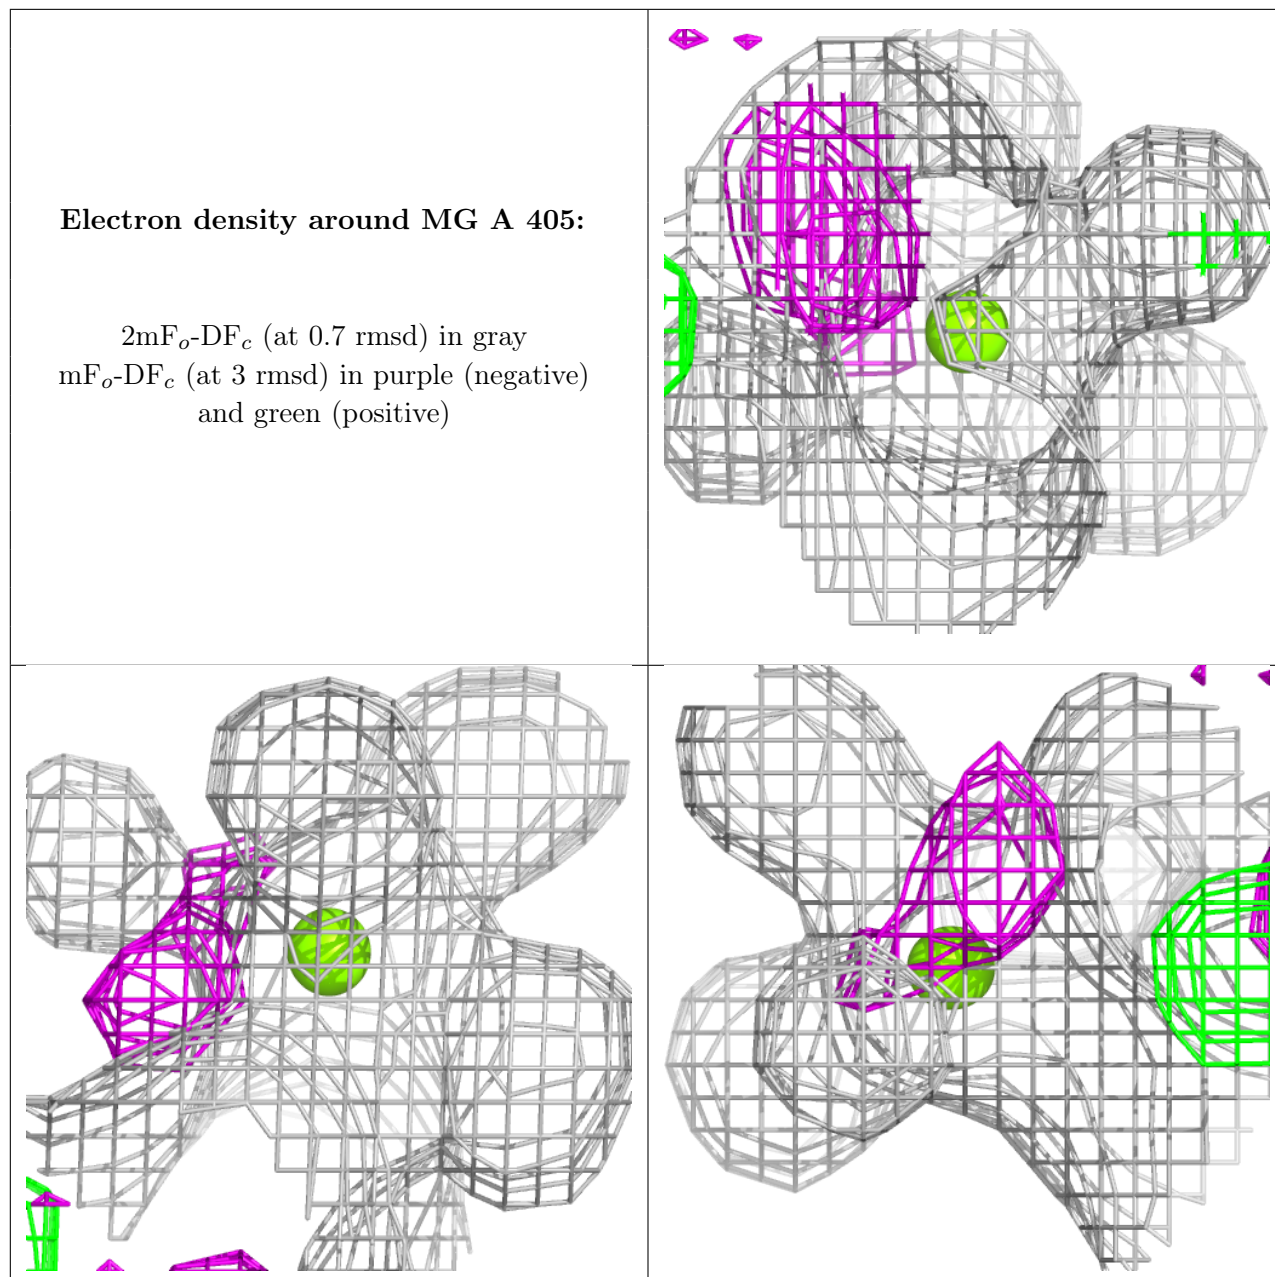 Electron density around MG A 405:
2mFo-DFc (at 0.7 rmsd) in gray
mFo-DFc (at 3 rmsd) in purple (negative)
and green (positive)